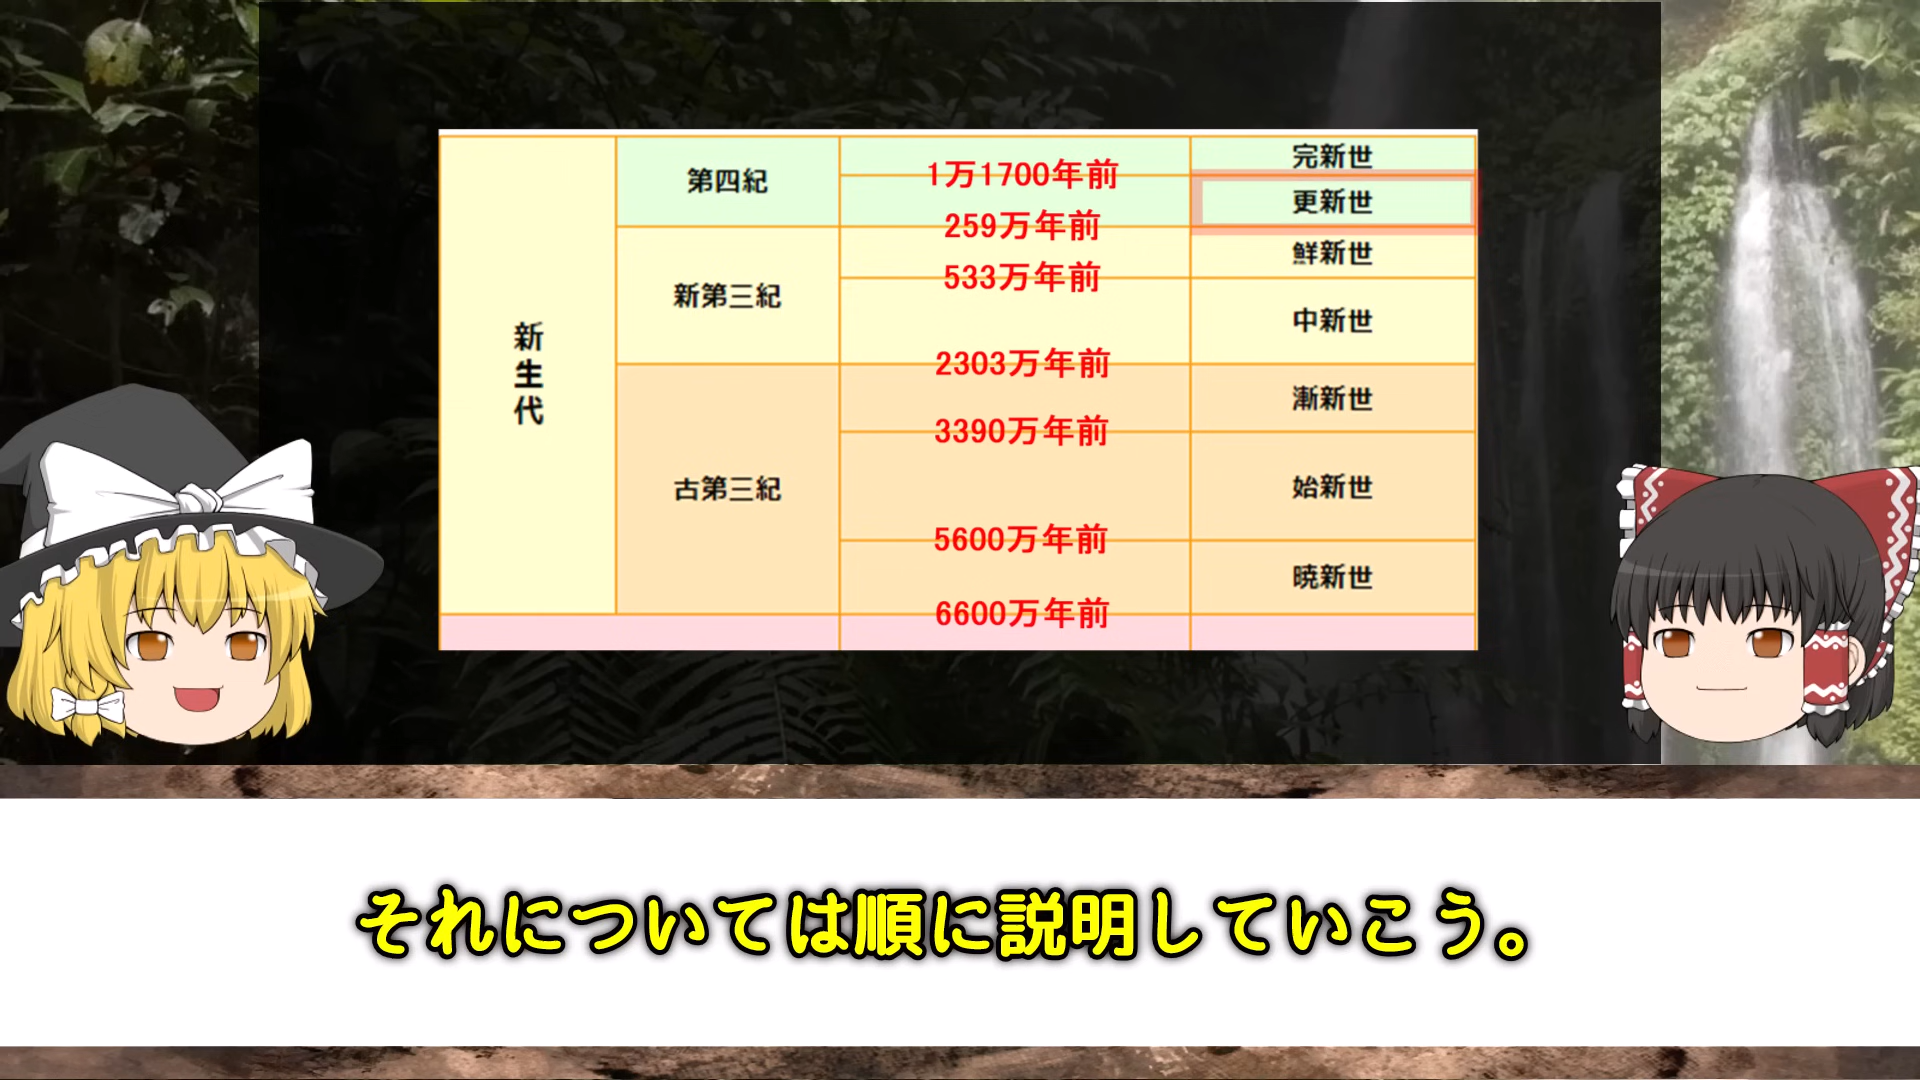 新生代
第四紀
1万1700年前
完新世
更新世
259万年前
新第三紀
鮮新世
533万年前
中新世
2303万年前
古第三紀
漸新世
3390万年前
始新世
5600万年前
暁新世
6600万年前
それについては順に説明していこう。